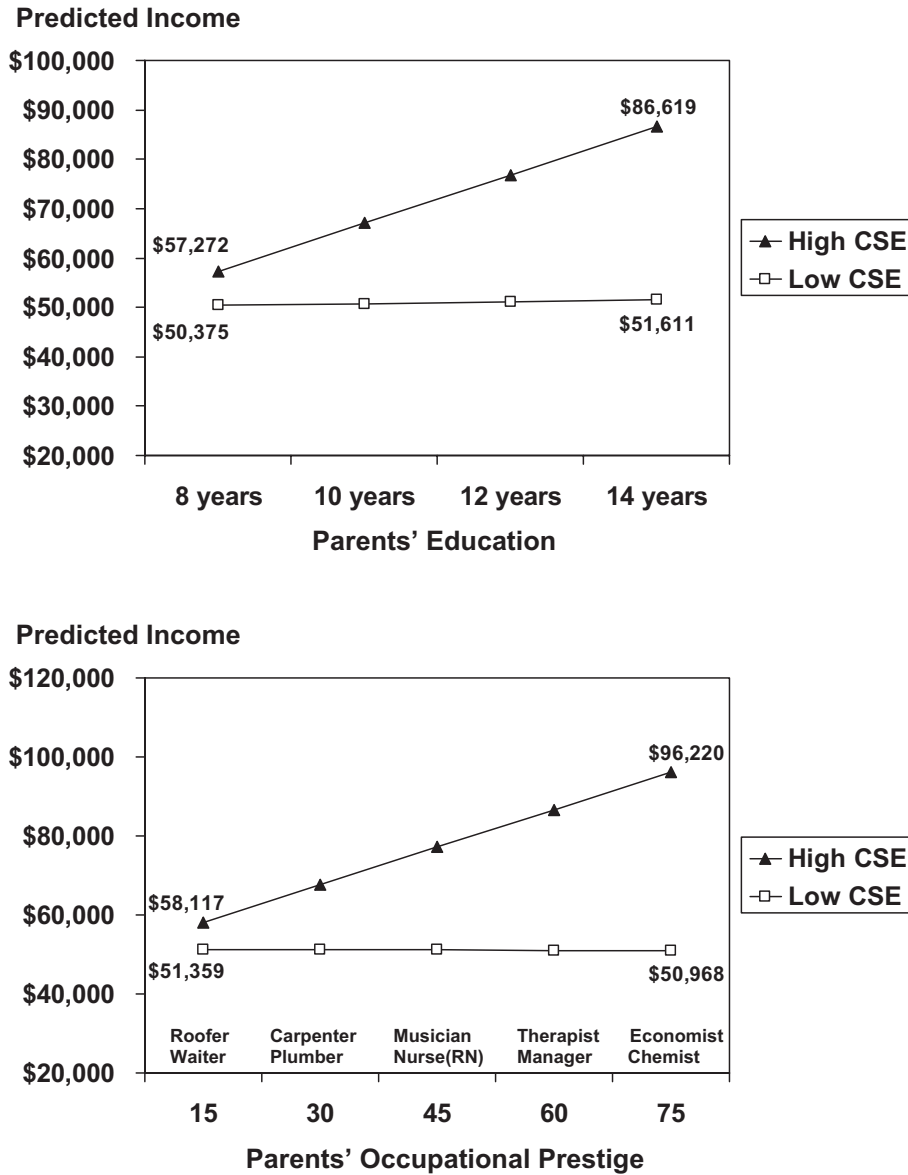 Predicted Income
$100,000
$90,000
$80,000
$70,000
$60,000
$50,000
$40,000
$30,000
$20,000
$86,619
$57,272
$50,375
$51,611
High CSE
Low CSE
8 years 10 years 12 years 14 years
Parents’ Education
Predicted Income
$120,000
$100,000
$80,000
$60,000
$40,000
$20,000
$96,220
$58,117
$51,359
$50,968
High CSE
Low CSE
Roofer Carpenter Musician Therapist Economist
Waiter Plumber Nurse(RN) Manager Chemist
15 30 45 60 75
Parents’ Occupational Prestige